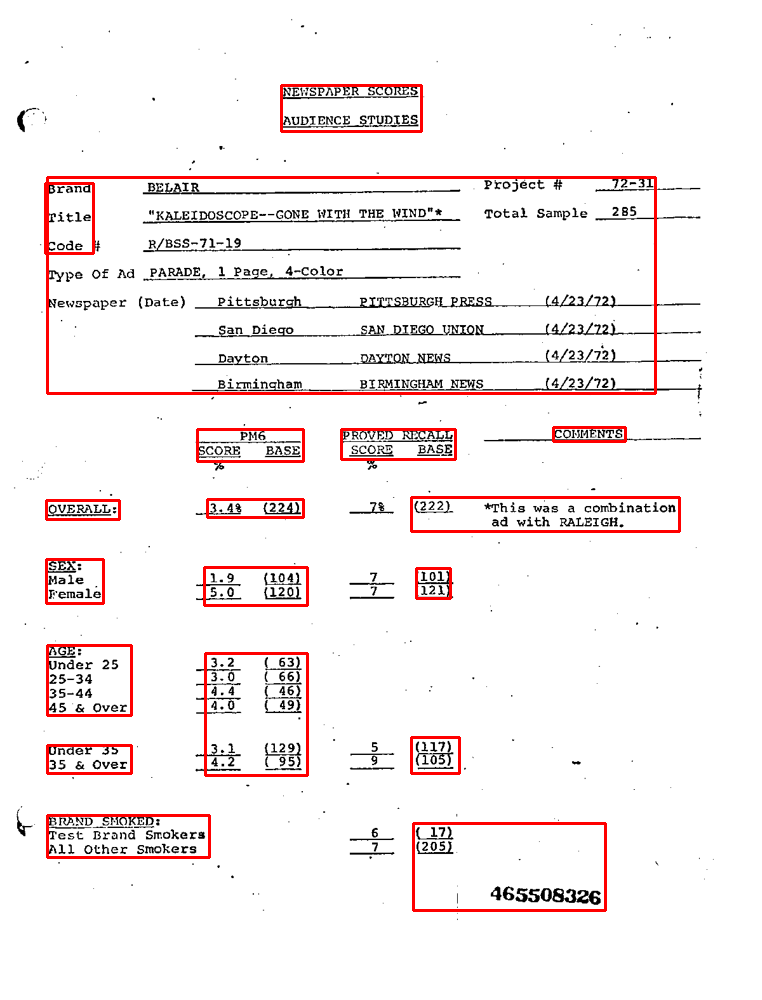 NEWSPAPER SCORES
AUDIENCE STUDIES
Brand BELAIR Project # 72-31
Title "KALEIDOSCOPE--GONE WITH THE WIND"* Total Sample 285
Code # R/BSS-71-19
Type Of Ad PARADE, 1 Page, 4-Color
Newspaper (Date) Pittsburgh PITTSBURGH PRESS (4/23/72)
San Diego SAN DIEGO UNION (4/23/72)
Dayton DAYTON NEWS (4/23/72)
Birmingham BIRMINGHAM NEWS (4/23/72)
PM6 PROVED RECALL COMMENTS
SCORE BASE SCORE BASE
% %
OVERALL: 3.4% (224) 7% (222) *This was a combination
ad with RALEIGH.
SEX:
Male 1.9 (104) 7 (101)
Female 5.0 (120) 7 (121)
AGE:
Under 25 3.2 ( 63)
25-34 3.0 ( 66)
35-44 4.4 ( 46)
45 & Over 4.0 ( 49)
Under 35 3.1 (129) 5 (117)
35 & Over 4.2 ( 95) 9 (105)
BRAND SMOKED:
Test Brand Smokers 6 ( 17)
All Other Smokers 7 (205)
465508326